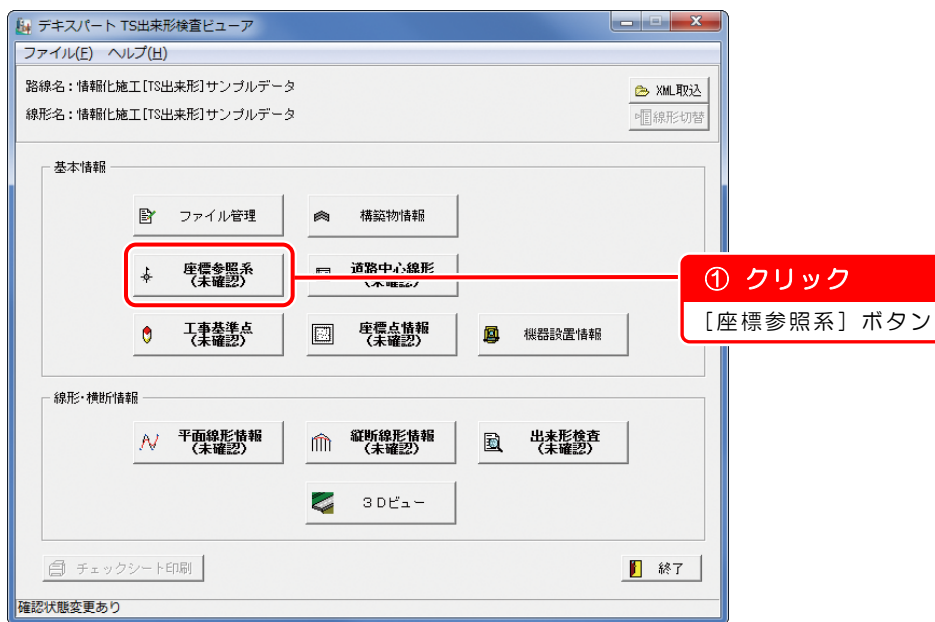 デキスパート TS出来形検査ビューア
ファイル(F) ヘルプ(H)
路線名：情報化施工[TS出来形]サンプルデータ
XML取込
線形名：情報化施工[TS出来形]サンプルデータ
線形切替
基本情報
ファイル管理
構築物情報
座標参照系
(未確認)
道路中心線形
(未確認)
① クリック
［座標参照系］ボタン
工事基準点
(未確認)
座標点情報
(未確認)
機器設置情報
線形・横断情報
平面線形情報
(未確認)
縦断線形情報
(未確認)
出来形検査
(未確認)
３Ｄビュー
チェックシート印刷
終了
確認状態変更あり